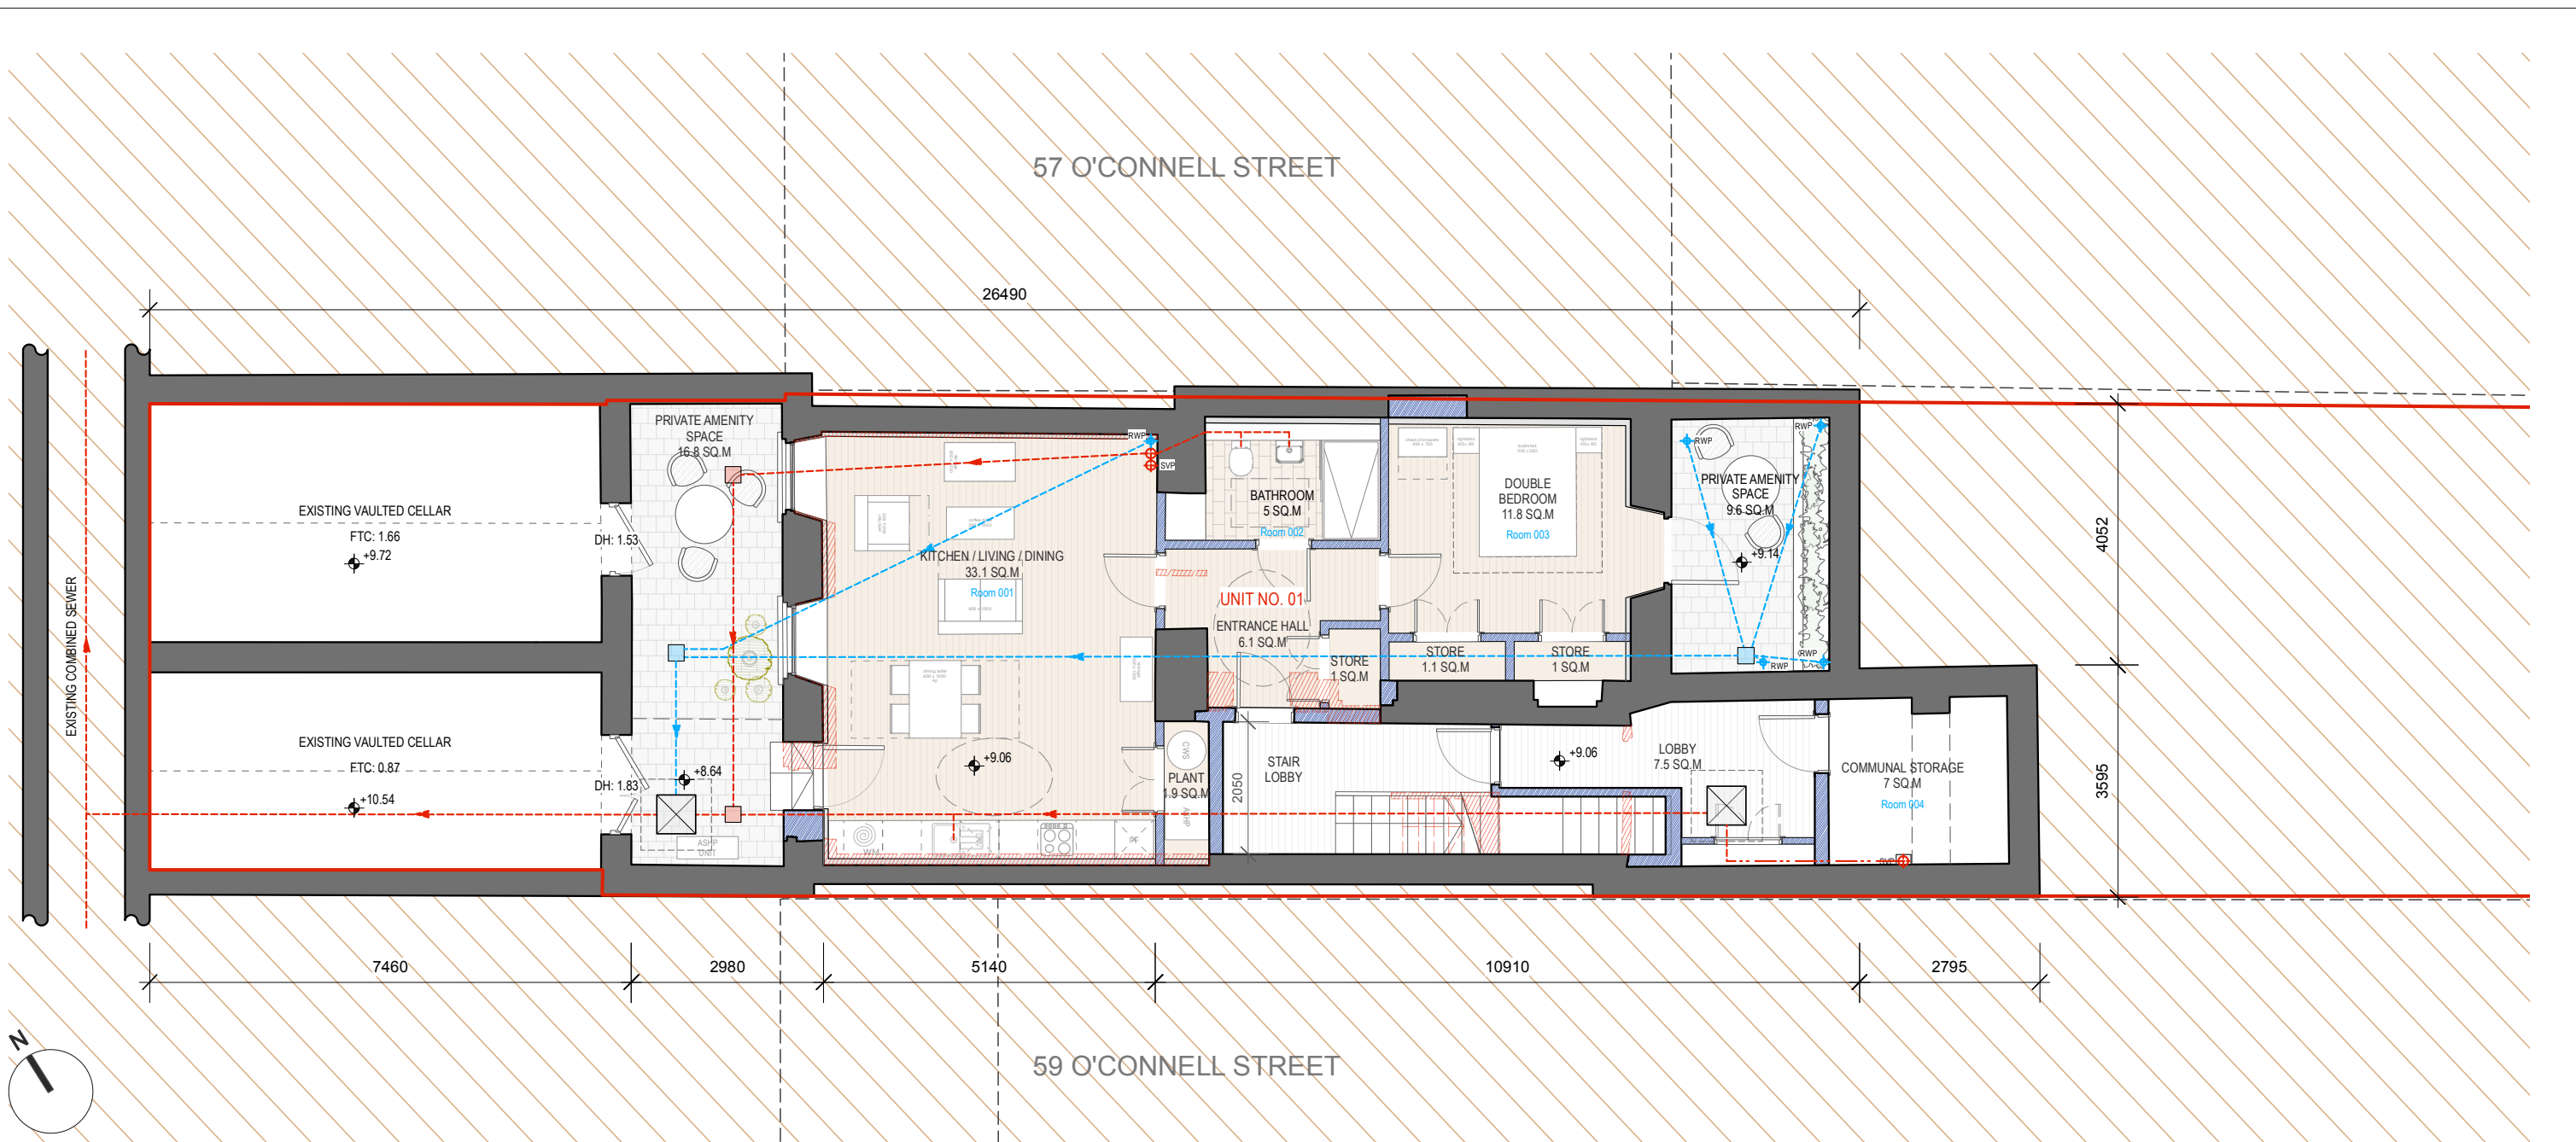 57 O'CONNELL STREET
26490
PRIVATE AMENITY
SPACE
16.8 SQ.M
RWP
SVP
EXISTING VAULTED CELLAR
FTC: 1.66
+9.72
DH: 1.53
KITCHEN / LIVING / DINING
33.1 SQ.M
Room 001
BATHROOM
5 SQ.M
Room 002
DOUBLE
BEDROOM
11.8 SQ.M
Room 003
RWP
RWP
PRIVATE AMENITY
SPACE
9.6 SQ.M
+9.14
RWP
4052
EXISTING COMBINED SEWER
UNIT NO. 01
ENTRANCE HALL
6.1 SQ.M
STORE
1 SQ.M
STORE
1.1 SQ.M
STORE
1 SQ.M
EXISTING VAULTED CELLAR
FTC: 0.87
+10.54
DH: 1.83
+8.64
ASHP
UNIT
+9.06
WM
CWS
PLANT
1.9 SQ.M
ASHP
2050
STAIR
LOBBY
+9.06
LOBBY
7.5 SQ.M
COMMUNAL STORAGE
7 SQ.M
Room 004
SVP
3595
7460
2980
5140
10910
2795
N
59 O'CONNELL STREET